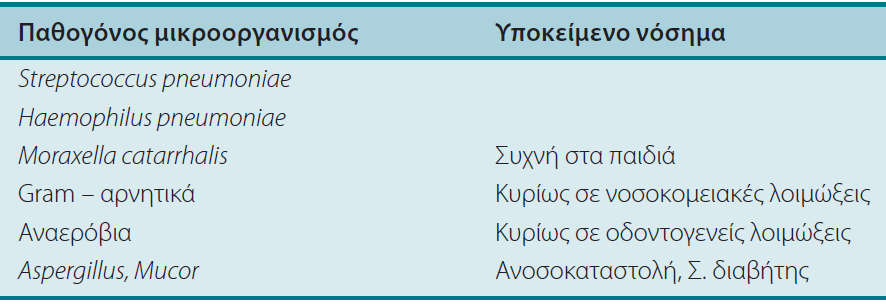 Παθογόνος μικροοργανισμός Υποκείμενο νόσημα
Streptococcus pneumoniae
Haemophilus pneumoniae
Moraxella catarrhalis Συχνή στα παιδιά
Gram – αρνητικά Κυρίως σε νοσοκομειακές λοιμώξεις
Αναερόβια Κυρίως σε οδοντογενείς λοιμώξεις
Aspergillus, Mucor Ανοσοκαταστολή, Σ. διαβήτης